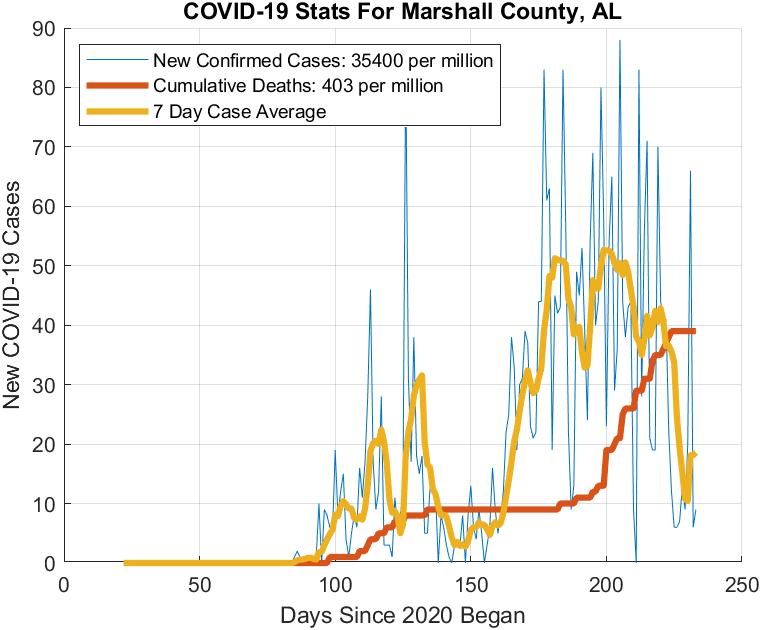 COVID-19 Stats For Marshall County, AL
New Confirmed Cases: 35400 per million
Cumulative Deaths: 403 per million
7 Day Case Average
New COVID-19 Cases
90
80
70
60
50
40
30
20
10
0
0 50 100 150 200 250
Days Since 2020 Began